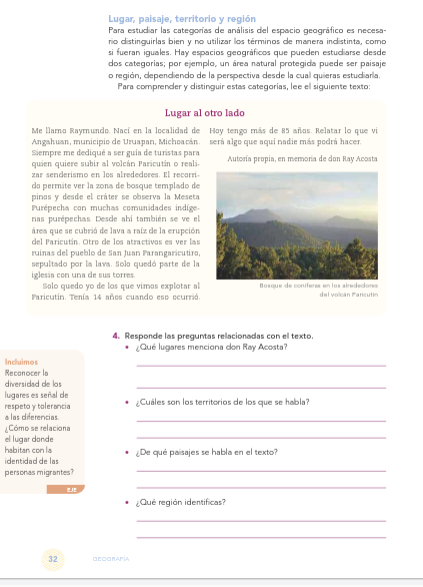 Lugar, paisaje, territorio y región
Para estudiar las categorías de análisis del espacio geográfico es necesa-
rio distinguirlas bien y no utilizar los términos de manera indistinta, como
si fueran iguales. Hay espacios geográficos que pueden estudiarse desde
dos categorías; por ejemplo, un área natural protegida puede ser paisaje
o región, dependiendo de la perspectiva desde la cual quieras estudiarla.
Para comprender y distinguir estas categorías, lee el siguiente texto:
Lugar al otro lado
Me llamo Raymundo. Nací en la localidad de
Angahuan, municipio de Uruapan, Michoacán.
Siempre me dediqué a ser guía de turistas para
quien quiere subir al volcán Paricutín o reali-
zar senderismo en los alrededores. El recorri-
do permite ver la zona de bosque templado de
pinos y desde el cráter se observa la Meseta
Purépecha con muchas comunidades indíge-
nas purépechas. Desde ahí también se ve el
área que se cubrió de lava a raíz de la erupción
del Paricutín. Otro de los atractivos es ver las
ruinas del pueblo de San Juan Parangaricutiro,
sepultado por la lava. Solo quedó parte de la
iglesia con una de sus torres.
Solo quedo yo de los que vimos explotar al
Paricutín. Tenía 14 años cuando eso ocurrió.
Hoy tengo más de 85 años. Relatar lo que vi
será algo que aquí nadie más podrá hacer.
Autoría propia, en memoria de don Ray Acosta
Bosque de coníferas en los alrededores
del volcán Paricutín
4. Responde las preguntas relacionadas con el texto.
• ¿Qué lugares menciona don Ray Acosta?
• ¿Cuáles son los territorios de los que se habla?
• ¿De qué paisajes se habla en el texto?
• ¿Qué región identificas?
Incluimos
Reconocer la
diversidad de los
lugares es señal de
respeto y tolerancia
a las diferencias.
¿Cómo se relaciona
el lugar donde
habitan con la
identidad de las
personas migrantes?
EJE
32
GEOGRAFÍA